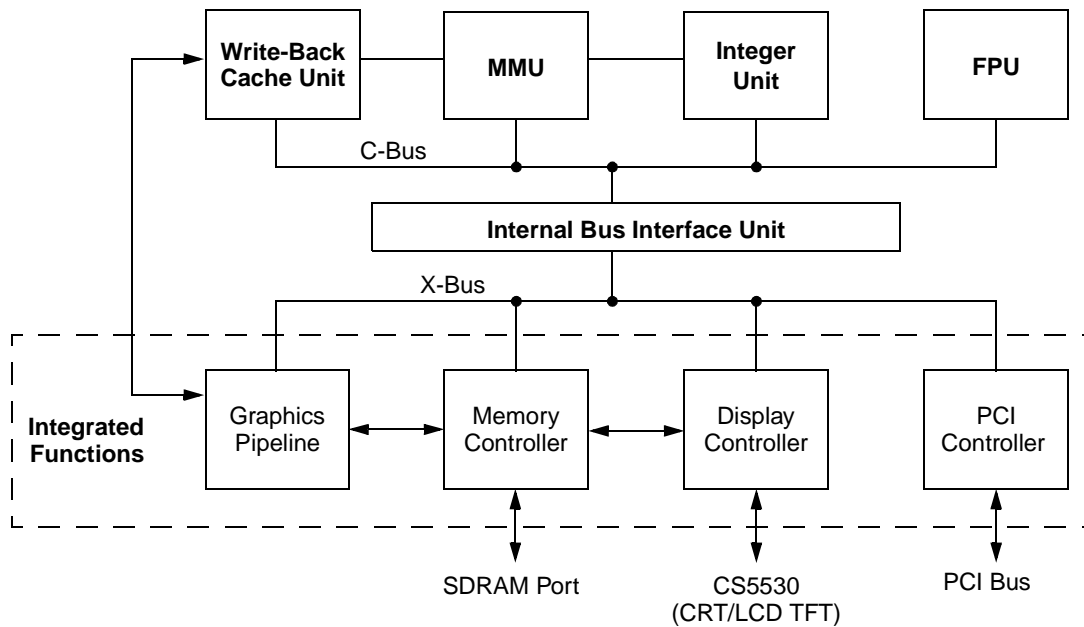 Write-Back
Cache Unit
MMU
Integer
Unit
FPU
C-Bus
Internal Bus Interface Unit
X-Bus
Integrated
Functions
Graphics
Pipeline
Memory
Controller
Display
Controller
PCI
Controller
SDRAM Port
CS5530
(CRT/LCD TFT)
PCI Bus